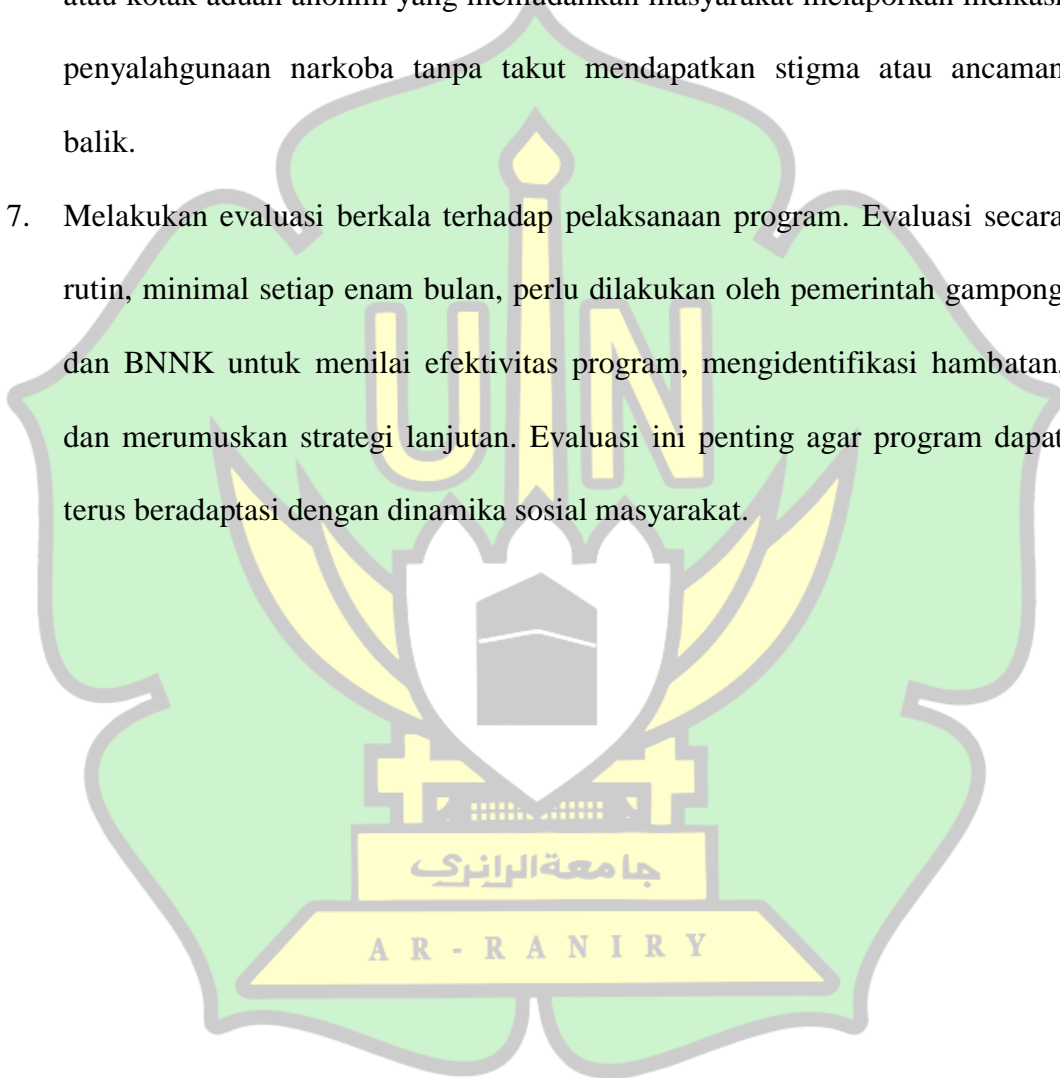 atau kotak aduan anonim yang memudahkan masyarakat melaporkan indikasi
penyalahgunaan narkoba tanpa takut mendapatkan stigma atau ancaman
balik.
7. Melakukan evaluasi berkala terhadap pelaksanaan program. Evaluasi secara
rutin, minimal setiap enam bulan, perlu dilakukan oleh pemerintah gampong
dan BNNK untuk menilai efektivitas program, mengidentifikasi hambatan,
dan merumuskan strategi lanjutan. Evaluasi ini penting agar program dapat
terus beradaptasi dengan dinamika sosial masyarakat.
UIN
جامعة الرانري
AR-RANIRY